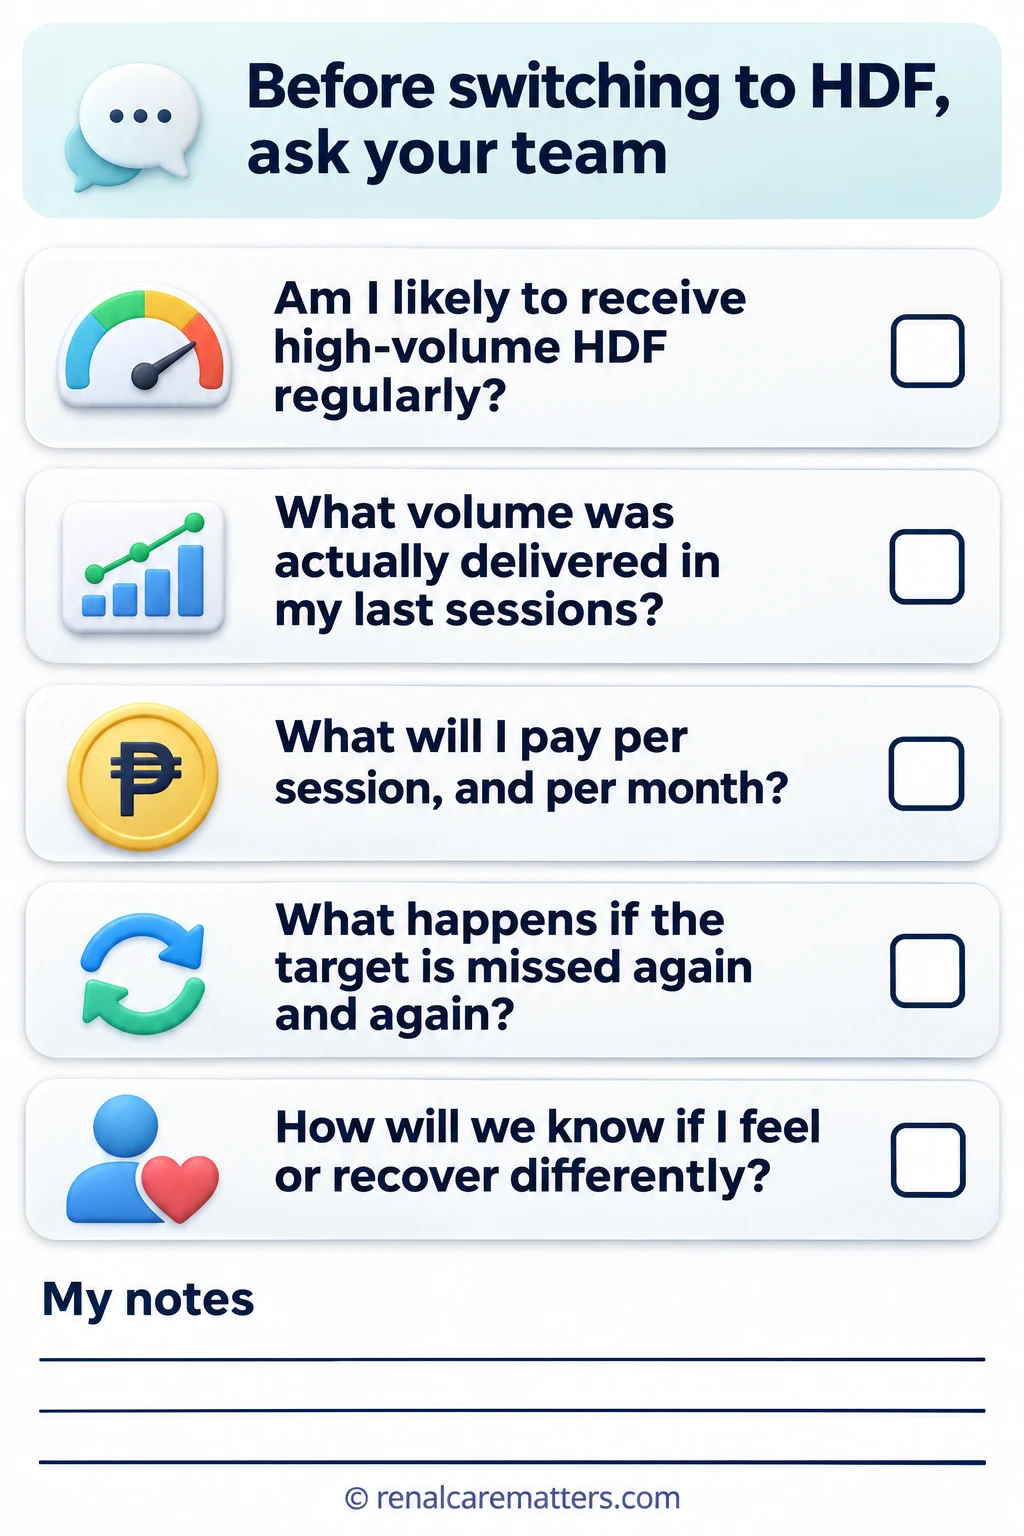 Before switching to HDF,
ask your team
Am I likely to receive
high-volume HDF
regularly?
What volume was
actually delivered in
my last sessions?
₱
What will I pay per
session, and per month?
What happens if the
target is missed again
and again?
How will we know if I feel
or recover differently?
My notes
© renalcarematters.com